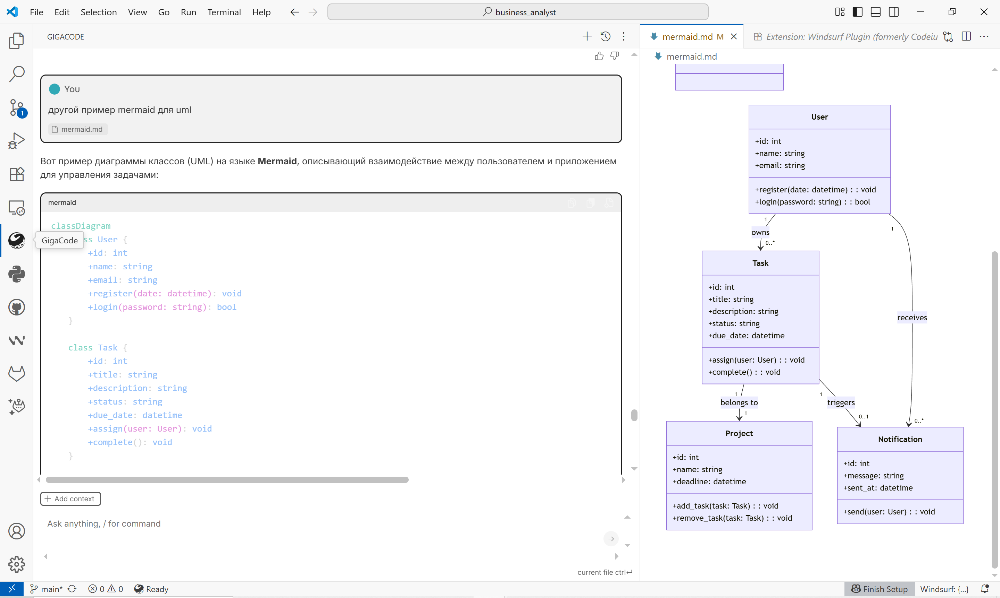 File Edit Selection View Go Run Terminal Help
business_analyst
GIGACODE
You
другой пример mermaid для uml
mermaid.md
Вот пример диаграммы классов (UML) на языке Mermaid, описывающий взаимодействие между пользователем и приложением
для управления задачами:
mermaid
classDiagram
ss User {
+id: int
+name: string
+email: string
+register(date: datetime): void
+login(password: string): bool
}
class Task {
+id: int
+title: string
+description: string
+status: string
+due_date: datetime
+assign(user: User): void
+complete(): void
}
GigaCode
1
+ Add context
Ask anything, / for command
current file ctrl↵
mermaid.md M
Extension: Windsurf Plugin (formerly Codeiu
mermaid.md
User
+id: int
+name: string
+email: string
+register(date: datetime) : : void
+login(password: string) : : bool
1
owns
0..*
1
receives
0..*
Task
+id: int
+title: string
+description: string
+status: string
+due_date: datetime
+assign(user: User) : : void
+complete() : : void
1
belongs to
1
1
triggers
0..1
Project
+id: int
+name: string
+deadline: datetime
+add_task(task: Task) : : void
+remove_task(task: Task) : : void
Notification
+id: int
+message: string
+sent_at: datetime
+send(user: User) : : void
main* 0 0 Ready
Finish Setup Windsurf: {...}